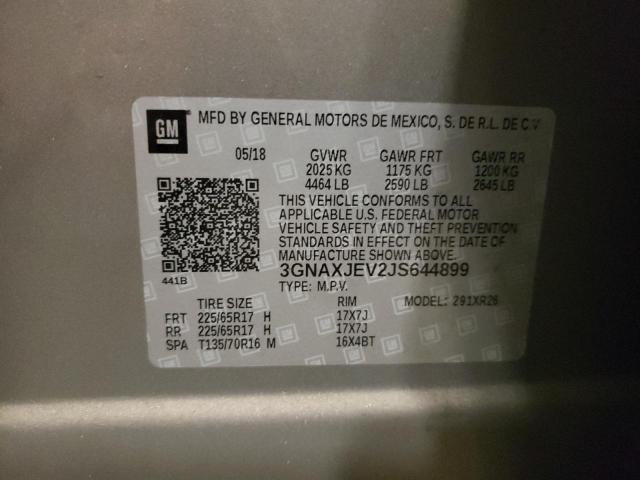 GM MFD BY GENERAL MOTORS DE MEXICO, S. DE R.L. DE C.V
05/18 GVWR GAWR FRT GAWR RR
2025 KG 1175 KG 1200 KG
4464 LB 2590 LB 2645 LB
THIS VEHICLE CONFORMS TO ALL
APPLICABLE U.S. FEDERAL MOTOR
VEHICLE SAFETY AND THEFT PREVENTION
STANDARDS IN EFFECT ON THE DATE OF
MANUFACTURE SHOWN ABOVE.
3GNAXJEV2JS644899
441B TYPE: M.P.V.
TIRE SIZE RIM MODEL: 291XR26
FRT 225/65R17 H 17X7J
RR 225/65R17 H 17X7J
SPA T135/70R16 M 16X4BT